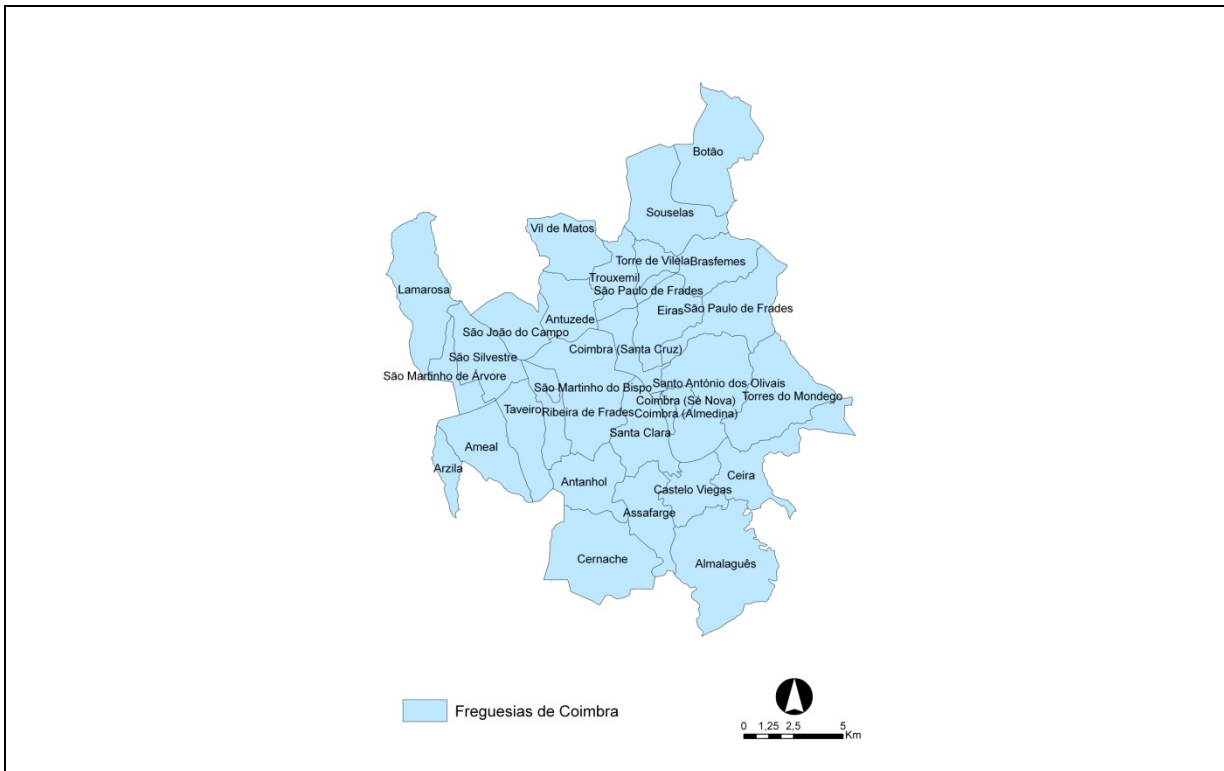 Botão
Souselas
Vil de Matos
Torre de Vilela
Brasfemes
Trouxemil
São Paulo de Frades
Lamarosa
Eiras
São Paulo de Frades
Antuzede
São João do Campo
Coimbra (Santa Cruz)
São Silvestre
São Martinho de Árvore
São Martinho do Bispo
Santo António dos Olivais
Torres do Mondego
Coimbra (Sé Nova)
Taveiro
Ribeira de Frades
Coimbra (Almedina)
Santa Clara
Ameal
Arzila
Ceira
Antanhol
Castelo Viegas
Assafarge
Cernache
Almalaguês
Freguesias de Coimbra
0 1,25 2,5 5
Km